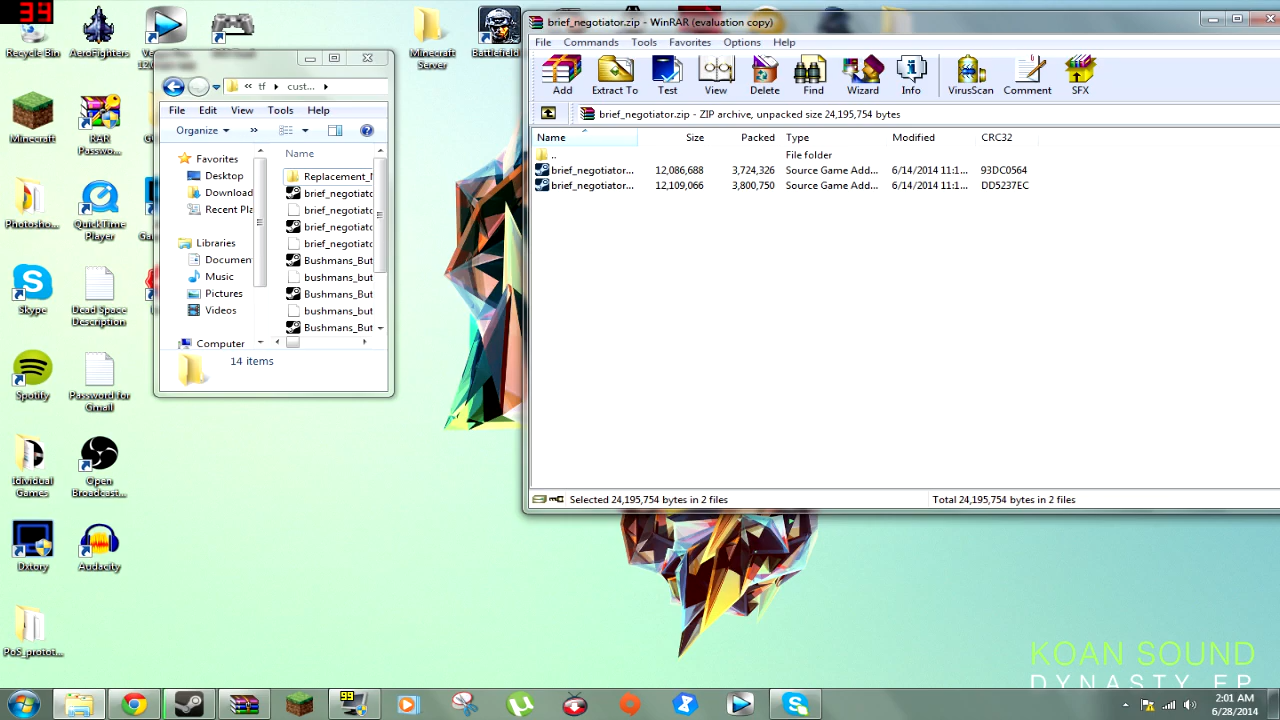 39
Recycle Bin
AeroFighter...
Minecraft
Server
Battlefield
Minecraft
RAR
Passwo...
Photosho...
QuickTime
Player
Skype
Dead Space
Description
Spotify
Password for
Gmail
Idividual
Games
Open
Broadcast...
Dxtory
Audacity
PoS_protot...
« tf ▸ cust... ▸
File Edit View Tools Help
Organize »
Favorites
Desktop
Download
Recent Pla
Libraries
Documen
Music
Pictures
Videos
Computer
Name
Replacement_
brief_negotiato
brief_negotiato
brief_negotiato
brief_negotiato
Bushmans_But
bushmans_but
Bushmans_But
bushmans_but
Bushmans_But
14 items
brief_negotiator.zip - WinRAR (evaluation copy)
File Commands Tools Favorites Options Help
Add Extract To Test View Delete Find Wizard Info VirusScan Comment SFX
brief_negotiator.zip - ZIP archive, unpacked size 24,195,754 bytes
Name Size Packed Type Modified CRC32
.. File folder
brief_negotiator... 12,086,688 3,724,326 Source Game Add... 6/14/2014 11:1... 93DC0564
brief_negotiator... 12,109,066 3,800,750 Source Game Add... 6/14/2014 11:1... DD5237EC
Selected 24,195,754 bytes in 2 files Total 24,195,754 bytes in 2 files
KOAN SOUND
DYNASTY EP
99
2:01 AM
6/28/2014